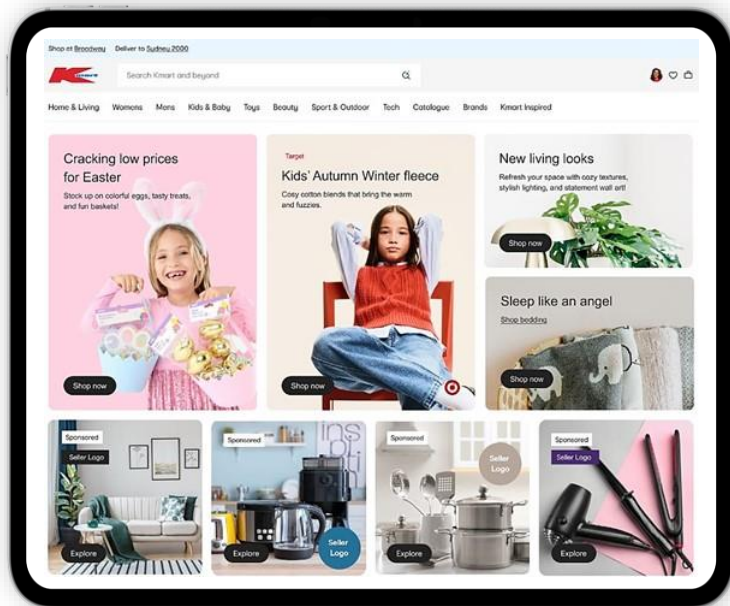 Shop at Broadway Deliver to Sydney 2000
Kmart
Search Kmart and beyond
Home & Living Womens Mens Kids & Baby Toys Beauty Sport & Outdoor Tech Catalogue Brands Kmart Inspired
Cracking low prices
for Easter
Stock up on colorful eggs, tasty treats,
and fun baskets!
Shop now
Target
Kids' Autumn Winter fleece
Cosy cotton blends that bring the warm
and fuzzies.
Shop now
New living looks
Refresh your space with cozy textures,
stylish lighting, and statement wall art!
Shop now
Sleep like an angel
Shop bedding
Shop now
Sponsored
Seller Logo
Explore
Sponsored
Explore
Seller
Logo
Sponsored
Seller
Logo
Explore
Sponsored
Seller Logo
Explore